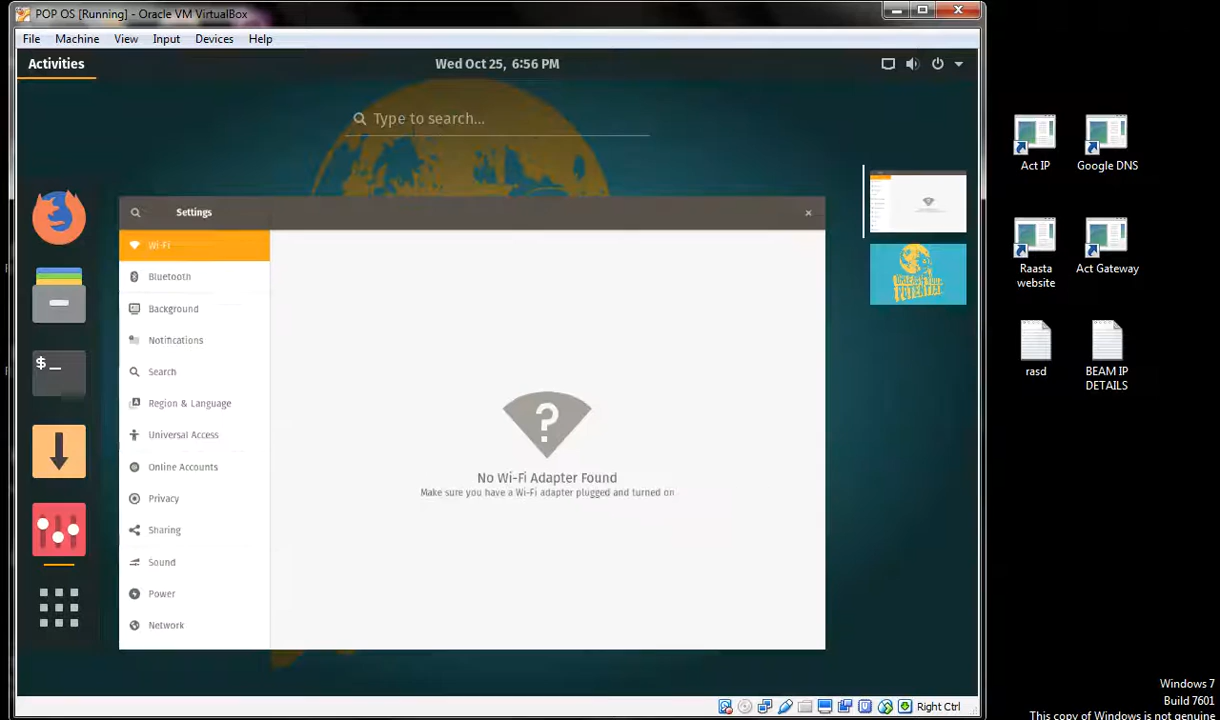 POP OS [Running] - Oracle VM VirtualBox
File Machine View Input Devices Help
Activities
Wed Oct 25, 6:56 PM
Type to search...
Settings
Wi-Fi
Bluetooth
Background
Notifications
Search
Region & Language
Universal Access
Online Accounts
Privacy
Sharing
Sound
Power
Network
No Wi-Fi Adapter Found
Make sure you have a Wi-Fi adapter plugged and turned on
$_
UNLEASH YOUR
POTENTIAL
Right Ctrl
Act IP
Google DNS
Raasta
website
Act Gateway
rasd
BEAM IP
DETAILS
Windows 7
Build 7601
This copy of Windows is not genuine